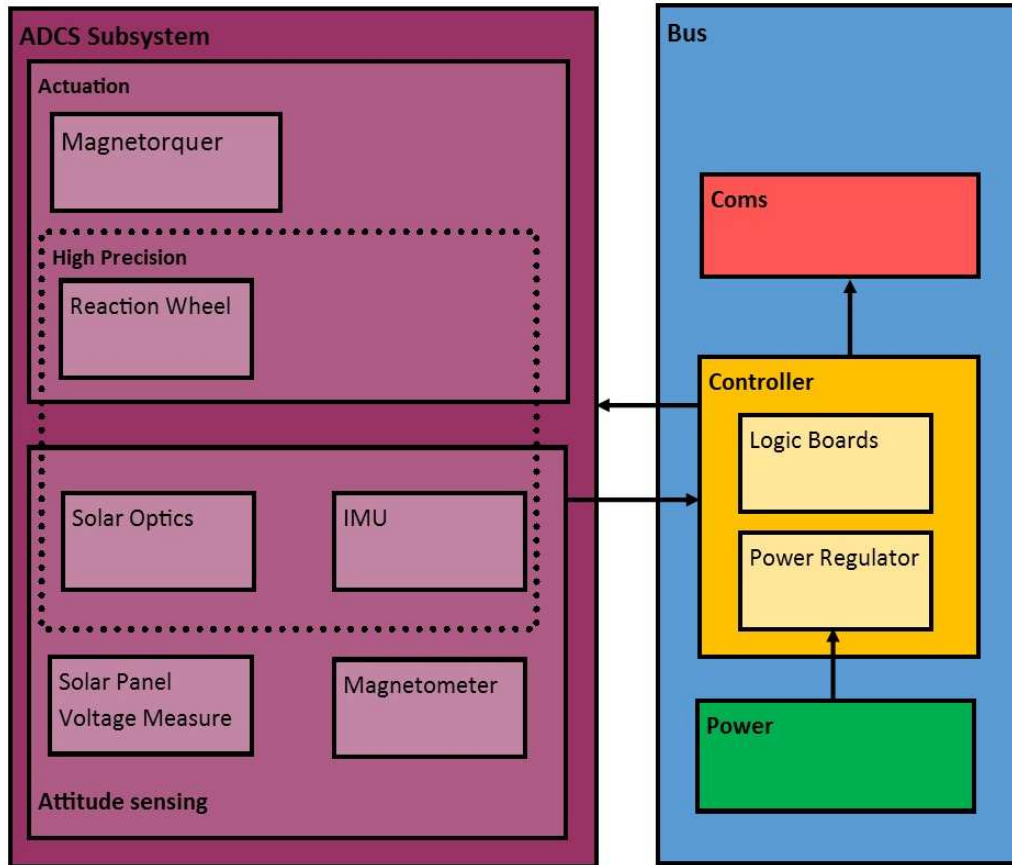 ADCS Subsystem
Actuation
Magnetorquer
High Precision
Reaction Wheel
Solar Optics
IMU
Solar Panel
Voltage Measure
Magnetometer
Attitude sensing
Bus
Coms
Controller
Logic Boards
Power Regulator
Power